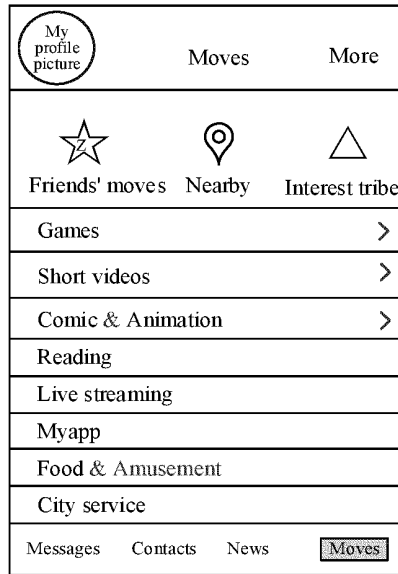 My
profile
picture
Moves
More
Z
Friends' moves
Nearby
Interest tribe
Games
Short videos
Comic & Animation
Reading
Live streaming
Myapp
Food & Amusement
City service
Messages
Contacts
News
Moves